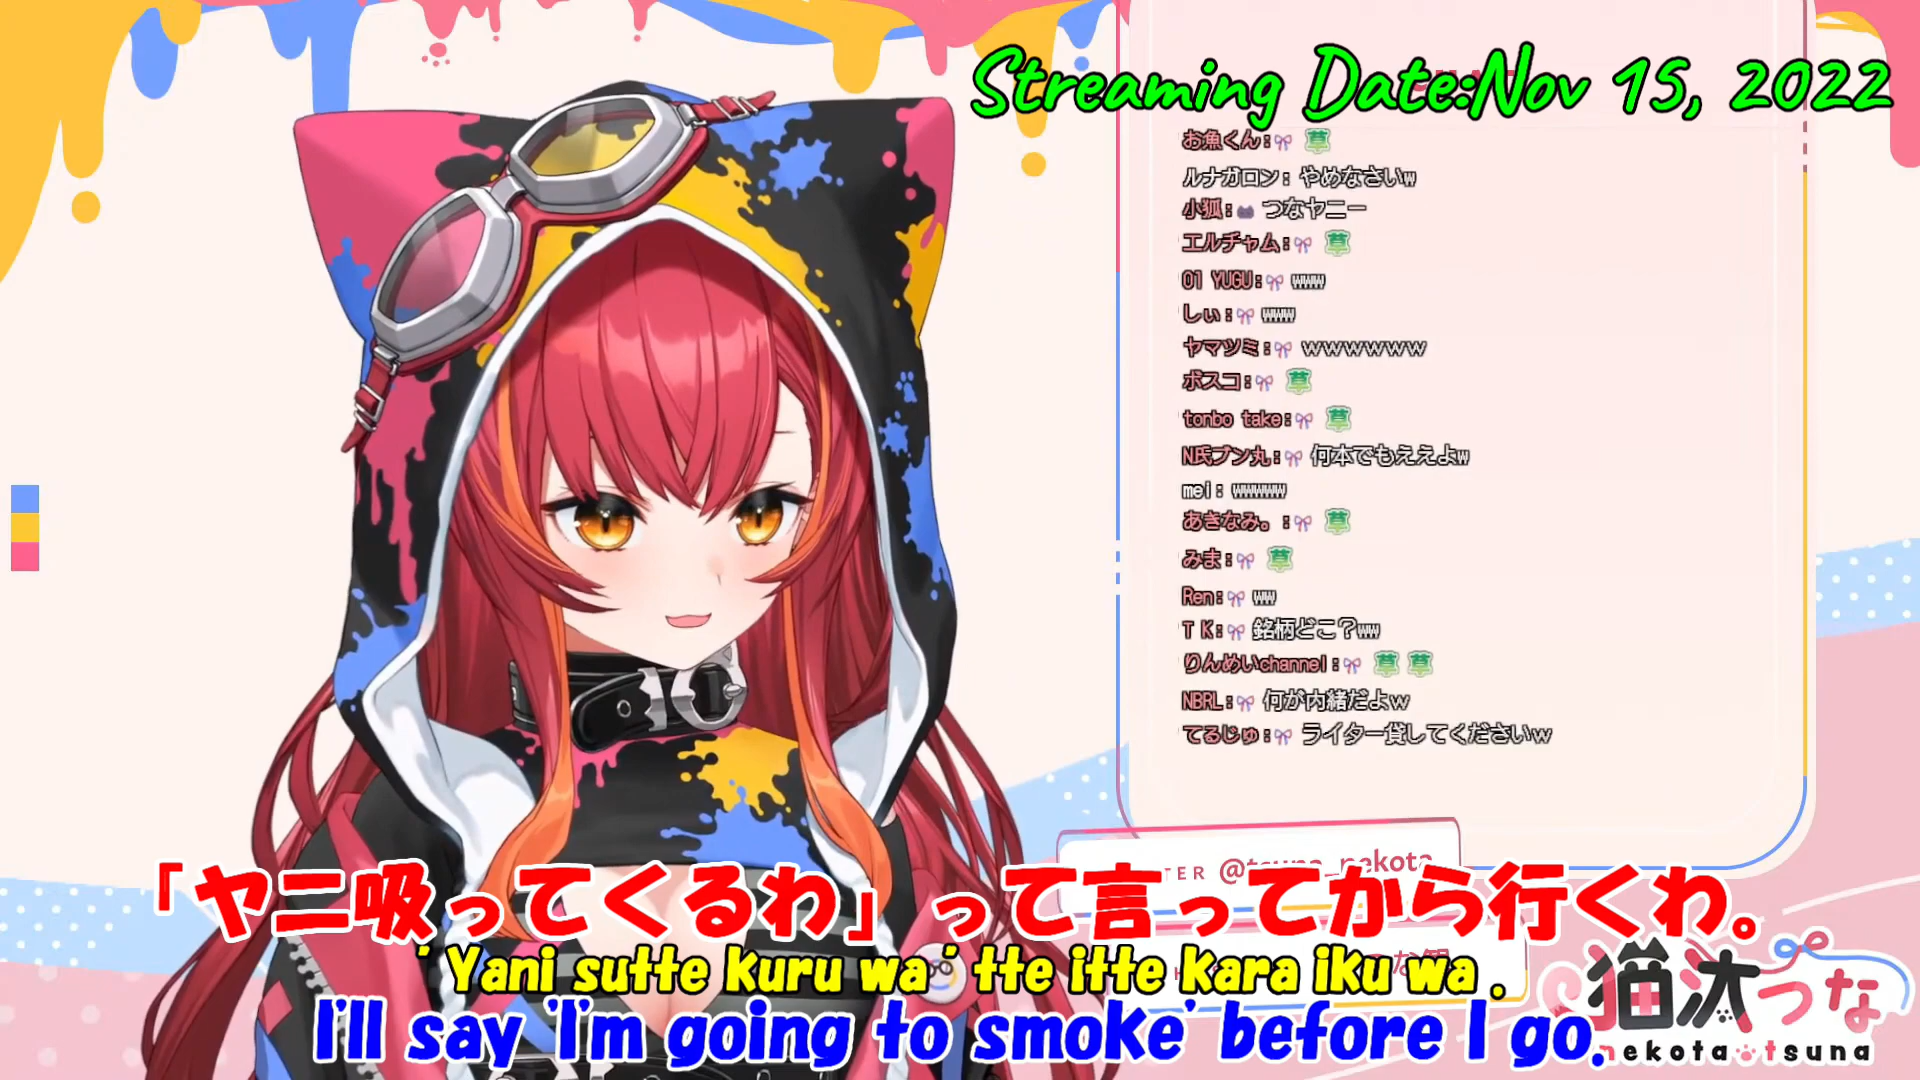 Streaming Date:Nov 15, 2022
お魚くん: 草
ルナガロン: やめなさいw
小狐: つなヤニー
エルチャム: 草
01 YUGU: www
しぃ: www
ヤマツミ: wwwwww
ボスコ: 草
tonbo take: 草
N氏ブン丸: 何本でもええよw
mei: wwwww
あきなみ。: 草
みま: 草
Ren: ww
T K: 銘柄どこ?ww
りんめいchannel: 草 草
NBRL: 何が内緒だよw
てるじゅ: ライター貸してくださいw
TER @tsuna_nekota
「ヤニ吸ってくるわ」って言ってから行くわ。
'Yani sutte kuru wa' tte itte kara iku wa.
I'll say 'I'm going to smoke' before I go.
猫汰つな
nekota tsuna